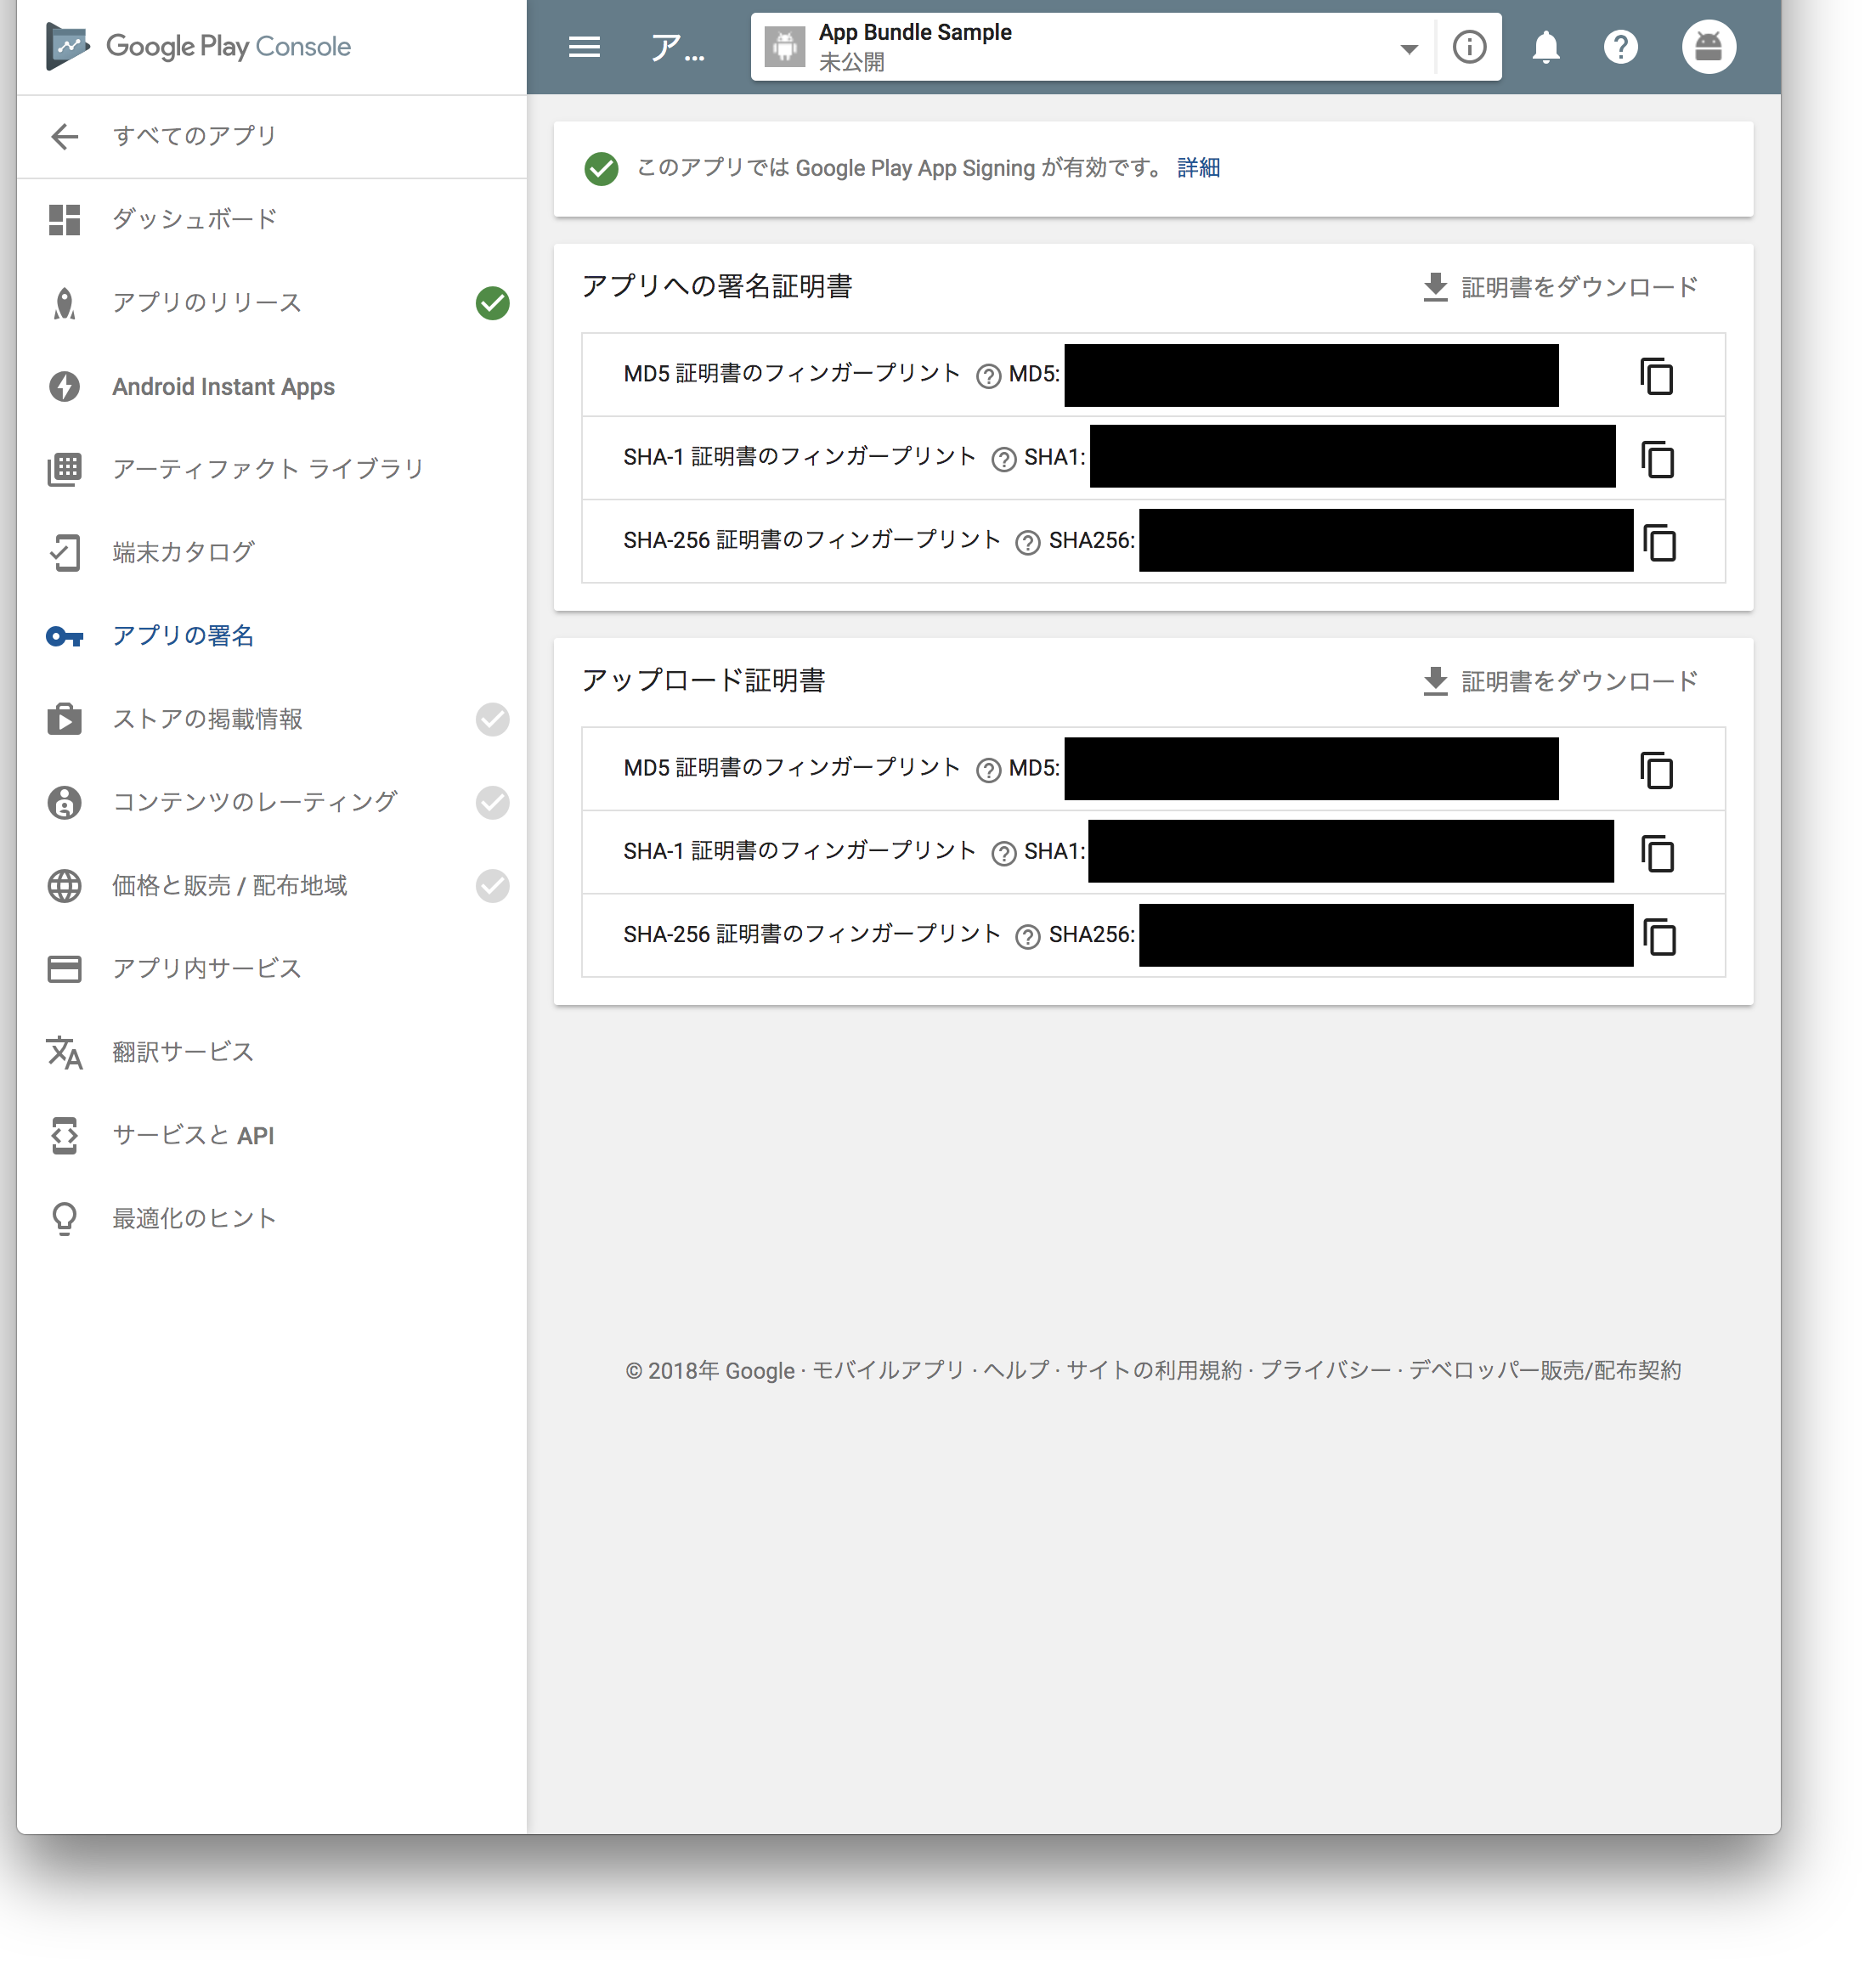 Google Play Console
ア...
App Bundle Sample
未公開
すべてのアプリ
ダッシュボード
アプリのリリース
Android Instant Apps
アーティファクト ライブラリ
端末カタログ
アプリの署名
ストアの掲載情報
コンテンツのレーティング
価格と販売 / 配布地域
アプリ内サービス
翻訳サービス
サービスと API
最適化のヒント
このアプリでは Google Play App Signing が有効です。 詳細
アプリへの署名証明書
証明書をダウンロード
MD5 証明書のフィンガープリント MD5:
SHA-1 証明書のフィンガープリント SHA1:
SHA-256 証明書のフィンガープリント SHA256:
アップロード証明書
証明書をダウンロード
MD5 証明書のフィンガープリント MD5:
SHA-1 証明書のフィンガープリント SHA1:
SHA-256 証明書のフィンガープリント SHA256:
© 2018年 Google · モバイルアプリ · ヘルプ · サイトの利用規約 · プライバシー · デベロッパー販売/配布契約